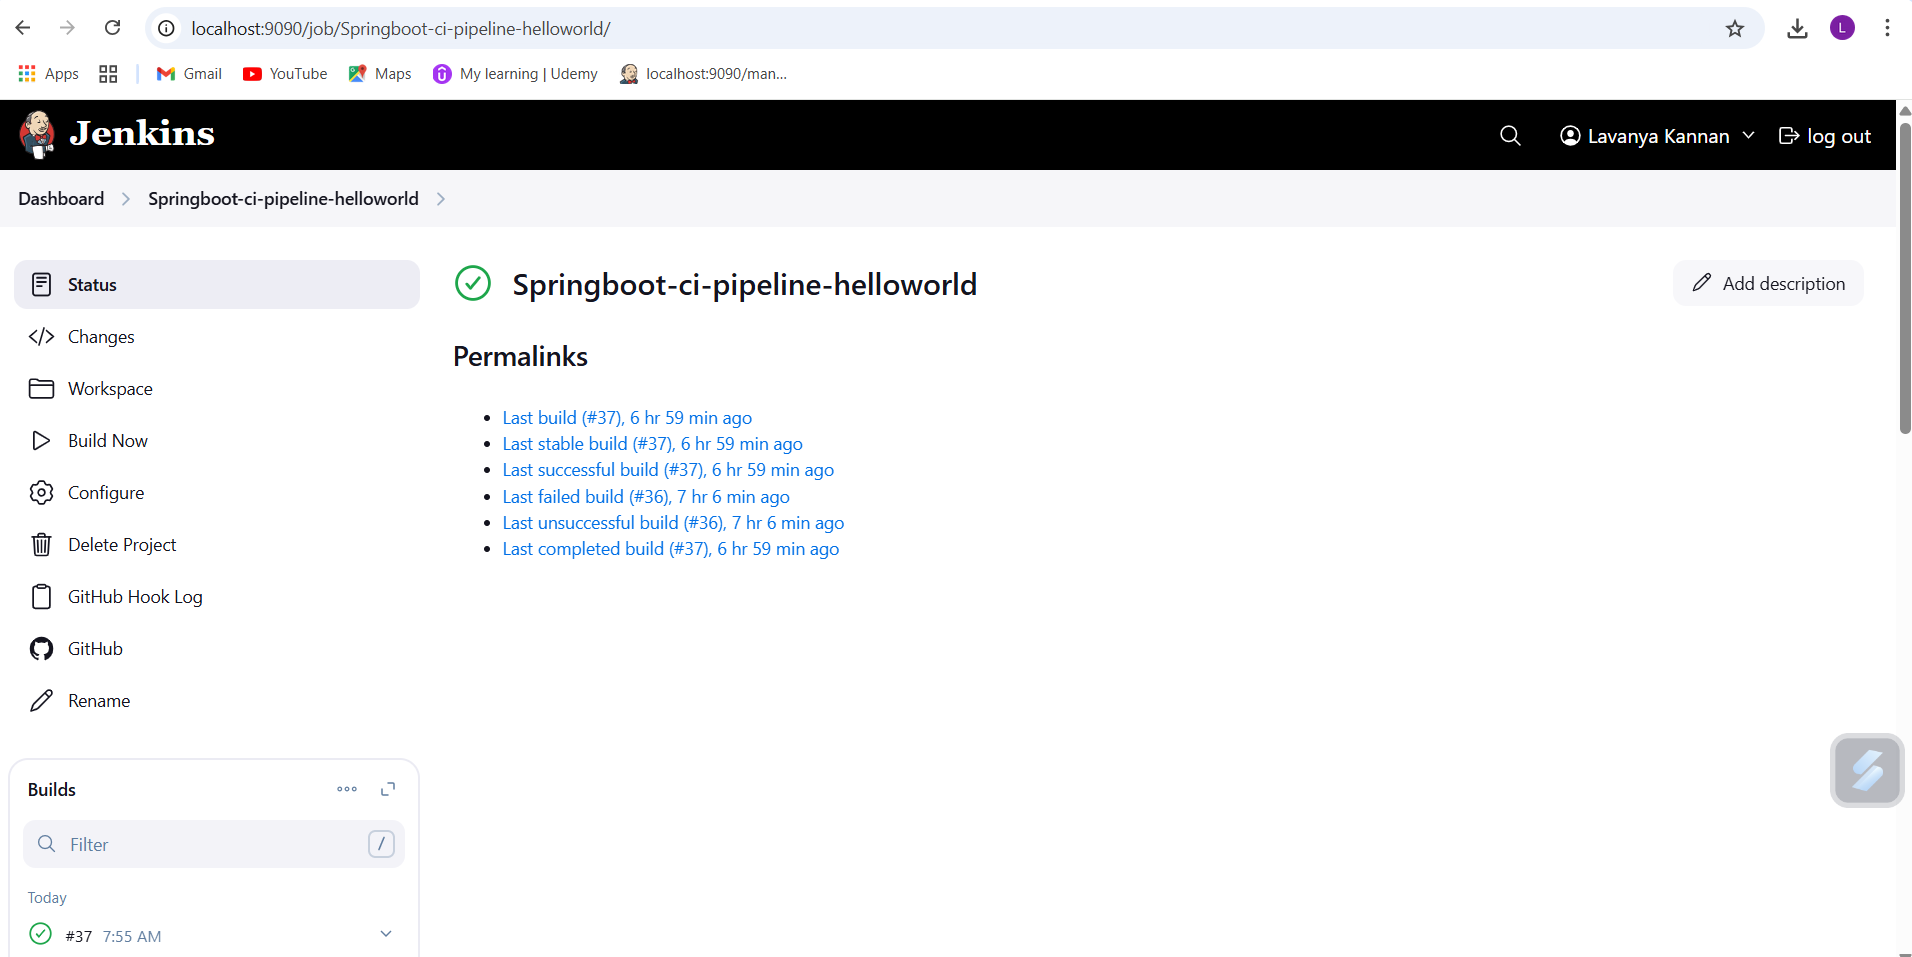 localhost:9090/job/Springboot-ci-pipeline-helloworld/
L
Apps Gmail YouTube Maps My learning | Udemy localhost:9090/man...
Jenkins Lavanya Kannan log out
Dashboard Springboot-ci-pipeline-helloworld
Status
Changes
Workspace
Build Now
Configure
Delete Project
GitHub Hook Log
GitHub
Rename
Springboot-ci-pipeline-helloworld
Add description
Permalinks
Last build (#37), 6 hr 59 min ago
Last stable build (#37), 6 hr 59 min ago
Last successful build (#37), 6 hr 59 min ago
Last failed build (#36), 7 hr 6 min ago
Last unsuccessful build (#36), 7 hr 6 min ago
Last completed build (#37), 6 hr 59 min ago
Builds
Filter /
Today
#37 7:55 AM